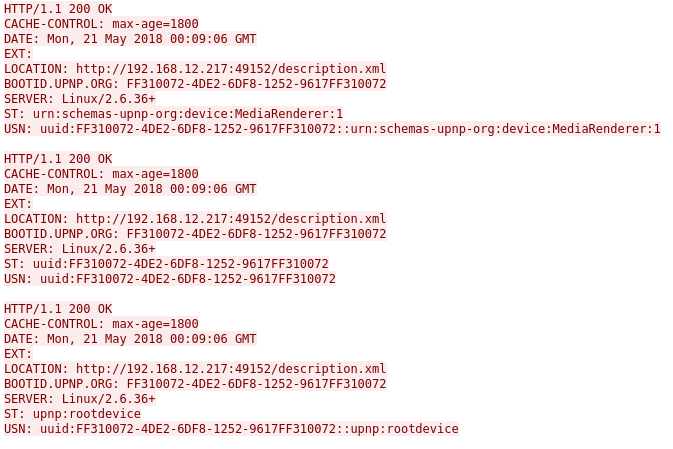 HTTP/1.1 200 OK
CACHE-CONTROL: max-age=1800
DATE: Mon, 21 May 2018 00:09:06 GMT
EXT:
LOCATION: http://192.168.12.217:49152/description.xml
BOOTID.UPNP.ORG: FF310072-4DE2-6DF8-1252-9617FF310072
SERVER: Linux/2.6.36+
ST: urn:schemas-upnp-org:device:MediaRenderer:1
USN: uuid:FF310072-4DE2-6DF8-1252-9617FF310072::urn:schemas-upnp-org:device:MediaRenderer:1

HTTP/1.1 200 OK
CACHE-CONTROL: max-age=1800
DATE: Mon, 21 May 2018 00:09:06 GMT
EXT:
LOCATION: http://192.168.12.217:49152/description.xml
BOOTID.UPNP.ORG: FF310072-4DE2-6DF8-1252-9617FF310072
SERVER: Linux/2.6.36+
ST: uuid:FF310072-4DE2-6DF8-1252-9617FF310072
USN: uuid:FF310072-4DE2-6DF8-1252-9617FF310072

HTTP/1.1 200 OK
CACHE-CONTROL: max-age=1800
DATE: Mon, 21 May 2018 00:09:06 GMT
EXT:
LOCATION: http://192.168.12.217:49152/description.xml
BOOTID.UPNP.ORG: FF310072-4DE2-6DF8-1252-9617FF310072
SERVER: Linux/2.6.36+
ST: upnp:rootdevice
USN: uuid:FF310072-4DE2-6DF8-1252-9617FF310072::upnp:rootdevice